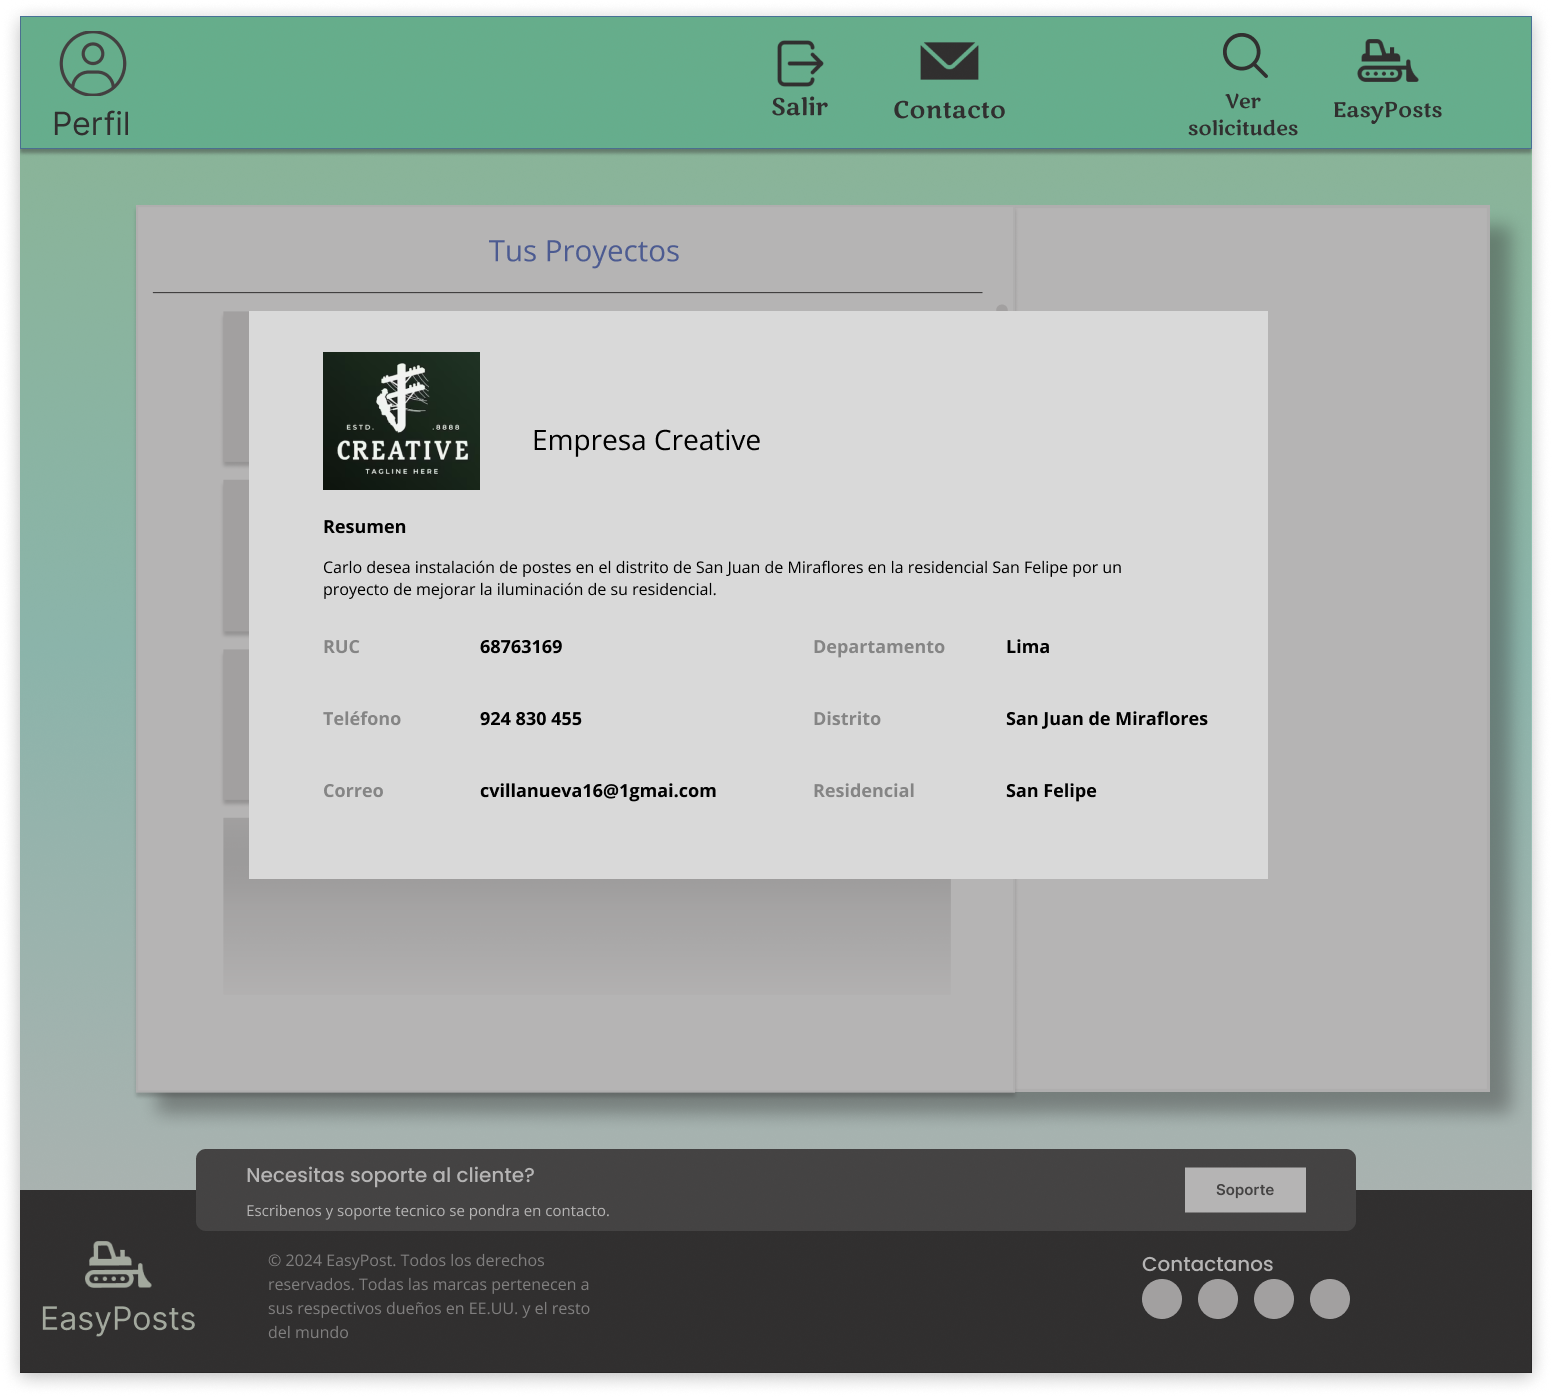 Perfil
Salir
Contacto
Ver
solicitudes
EasyPosts
Tus Proyectos
ESTD. .8888
CREATIVE
TAGLINE HERE
Empresa Creative
Resumen
Carlo desea instalación de postes en el distrito de San Juan de Miraflores en la residencial San Felipe por un
proyecto de mejorar la iluminación de su residencial.
RUC 68763169 Departamento Lima
Teléfono 924 830 455 Distrito San Juan de Miraflores
Correo cvillanueva16@1gmai.com Residencial San Felipe
Necesitas soporte al cliente?
Escribenos y soporte tecnico se pondra en contacto.
Soporte
EasyPosts
© 2024 EasyPost. Todos los derechos
reservados. Todas las marcas pertenecen a
sus respectivos dueños en EE.UU. y el resto
del mundo
Contactanos